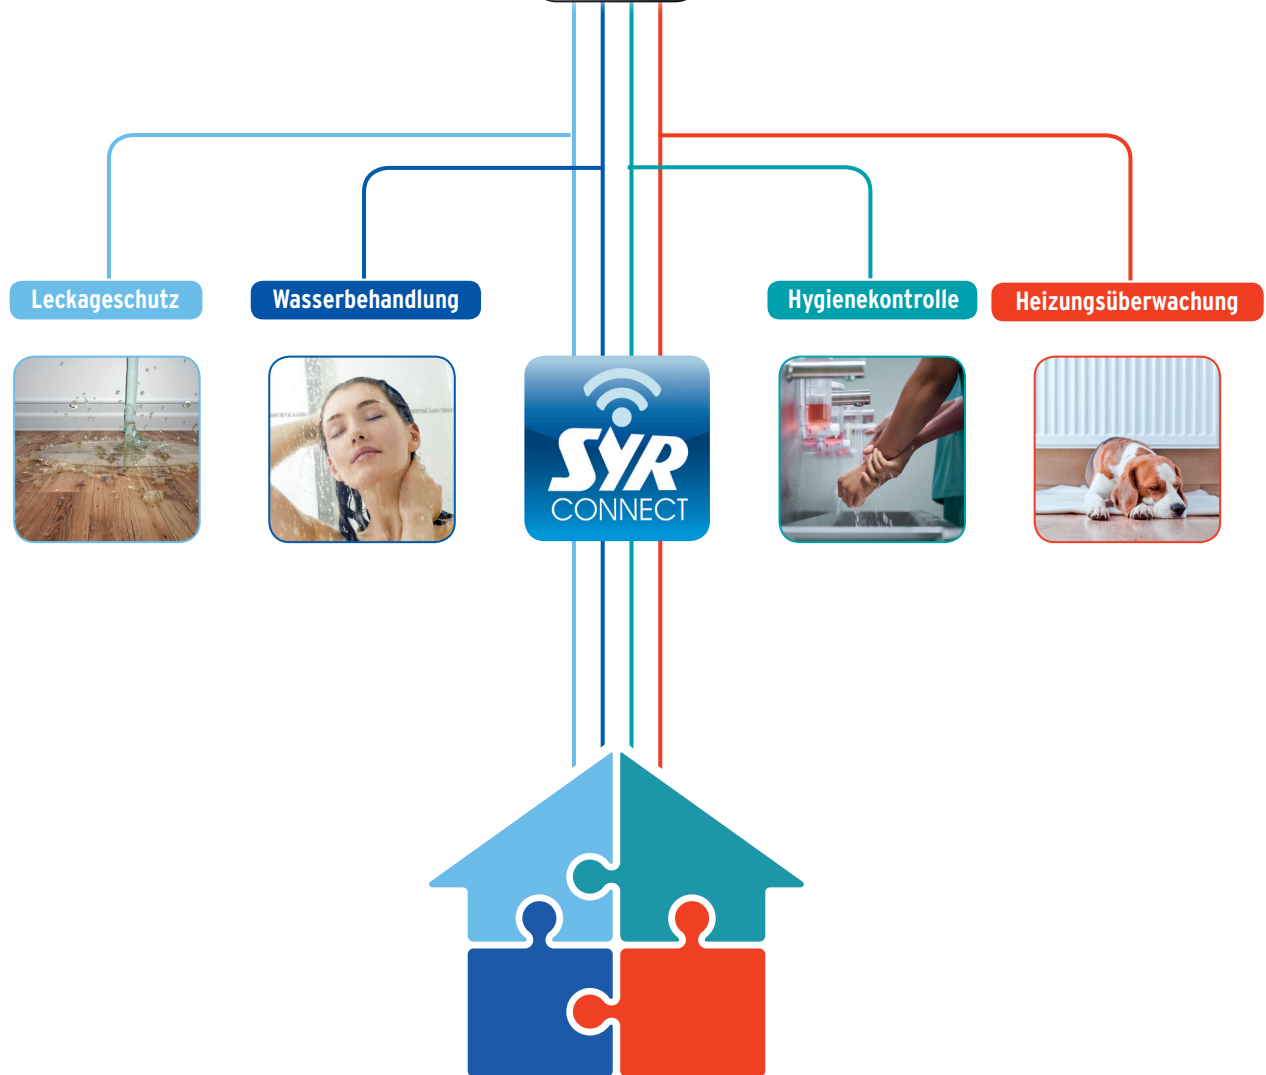 Leckageschutz
Wasserbehandlung
Hygienekontrolle
Heizungsüberwachung
SYR
CONNECT